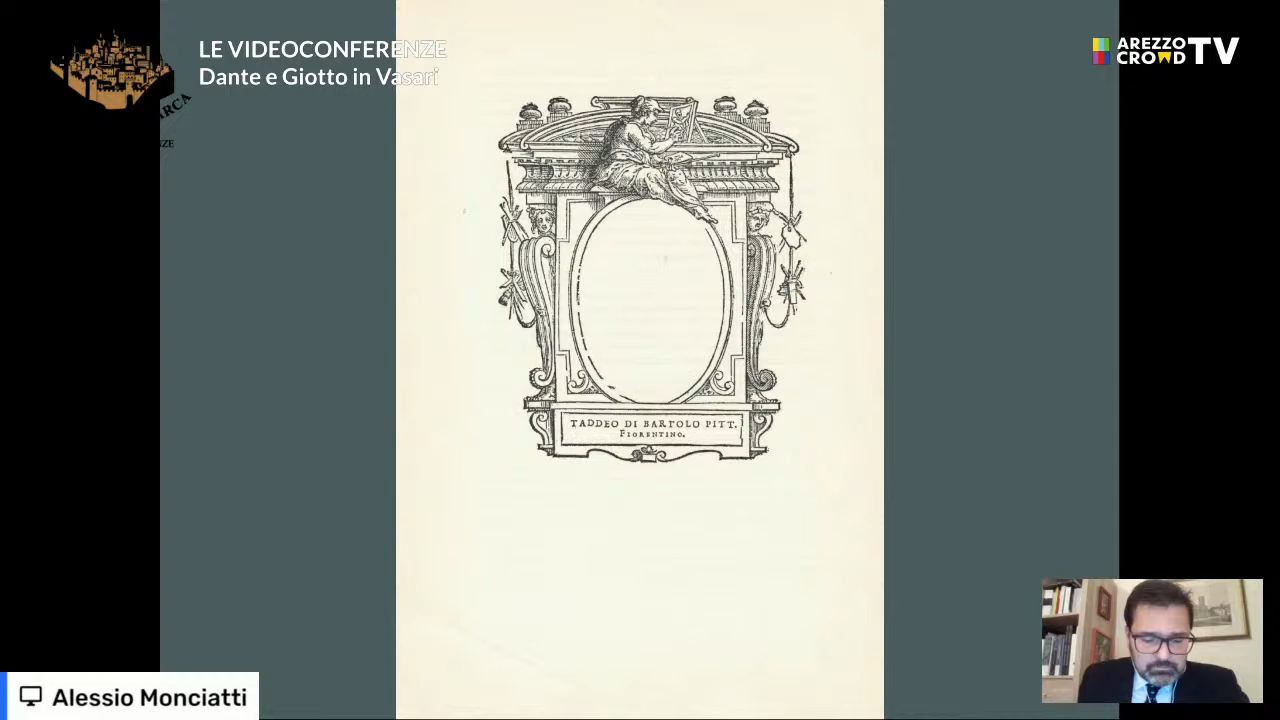 LE VIDEOCONFERENZE
Dante e Giotto in Vasari
AREZZO
CROWD TV
TADDEO DI BARTOLO PITT.
FIORENTINO.
Alessio Monciatti